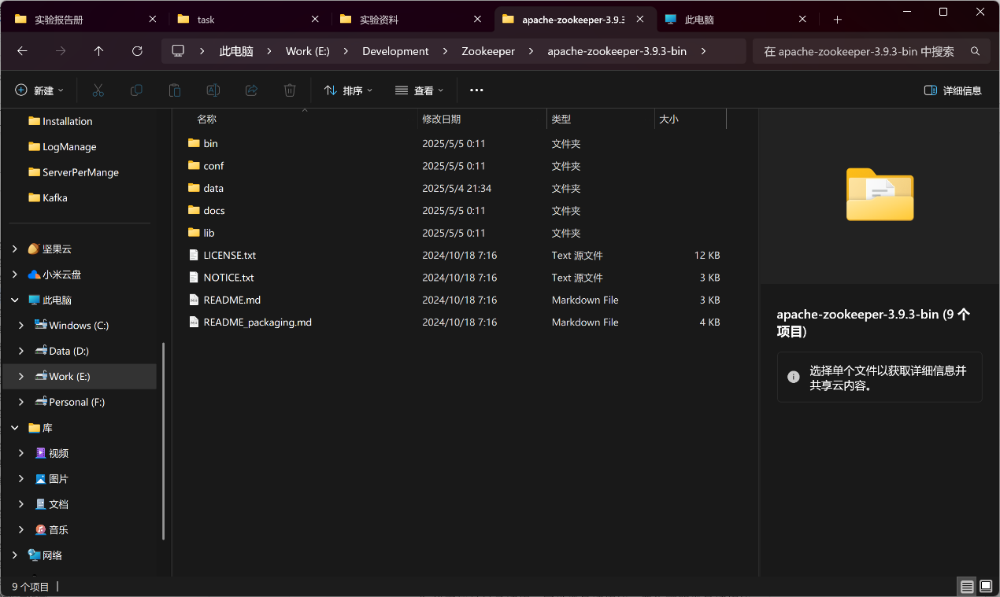 实验报告册
task
实验资料
apache-zookeeper-3.9.3
此电脑
此电脑 Work (E:) Development Zookeeper apache-zookeeper-3.9.3-bin
在 apache-zookeeper-3.9.3-bin 中搜索
新建
排序
查看
详细信息
Installation
LogManage
ServerPerMange
Kafka
坚果云
小米云盘
此电脑
Windows (C:)
Data (D:)
Work (E:)
Personal (F:)
库
视频
图片
文档
音乐
网络
名称 修改日期 类型 大小
bin 2025/5/5 0:11 文件夹
conf 2025/5/5 0:11 文件夹
data 2025/5/4 21:34 文件夹
docs 2025/5/5 0:11 文件夹
lib 2025/5/5 0:11 文件夹
LICENSE.txt 2024/10/18 7:16 Text 源文件 12 KB
NOTICE.txt 2024/10/18 7:16 Text 源文件 3 KB
README.md 2024/10/18 7:16 Markdown File 3 KB
README_packaging.md 2024/10/18 7:16 Markdown File 4 KB
apache-zookeeper-3.9.3-bin (9 个
项目)
选择单个文件以获取详细信息并
共享云内容。
9 个项目